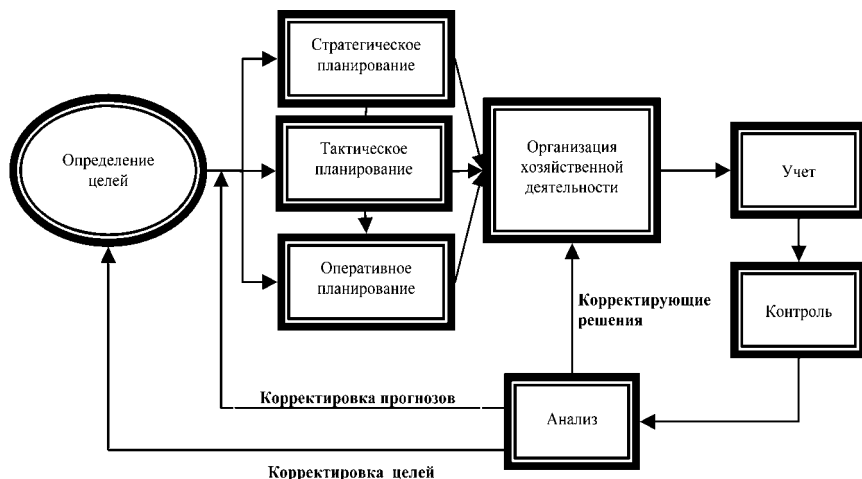 Стратегическое
планирование
Определение
целей
Тактическое
планирование
Организация
хозяйственной
деятельности
Учет
Оперативное
планирование
Корректирующие
решения
Контроль
Корректировка прогнозов
Анализ
Корректировка целей